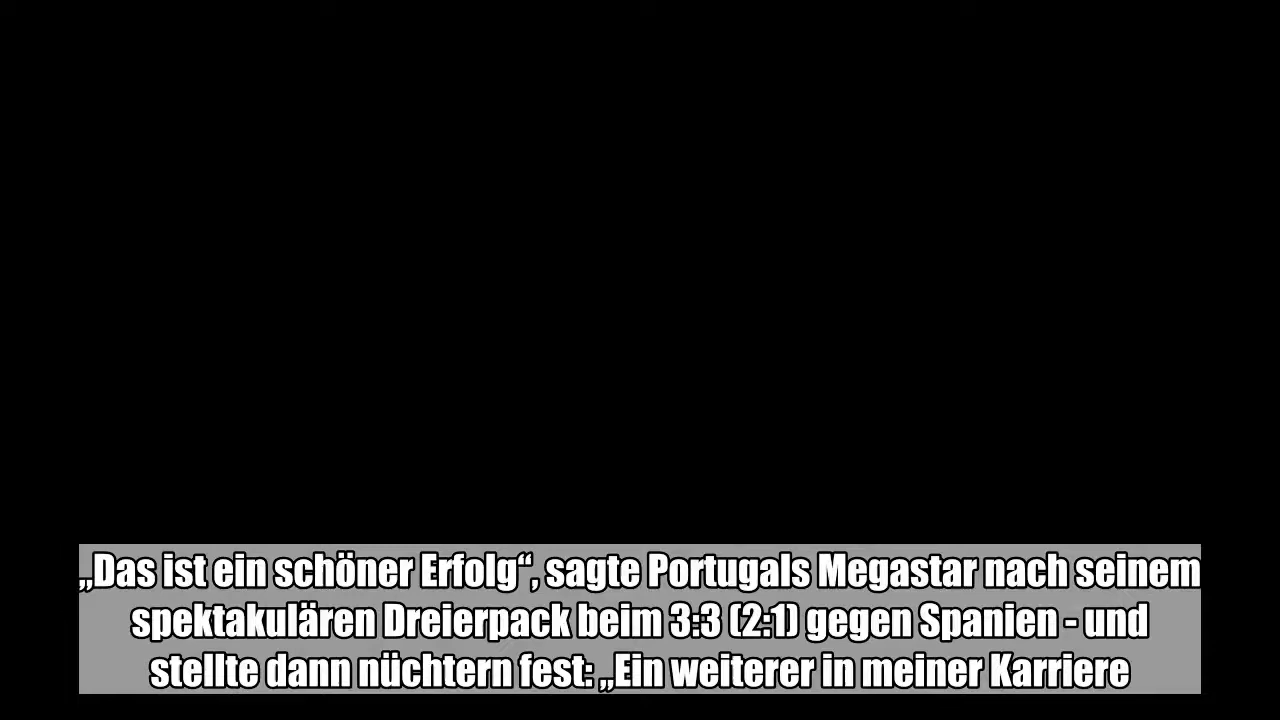 „Das ist ein schöner Erfolg“, sagte Portugals Megastar nach seinem
spektakulären Dreierpack beim 3:3 (2:1) gegen Spanien - und
stellte dann nüchtern fest: „Ein weiterer in meiner Karriere